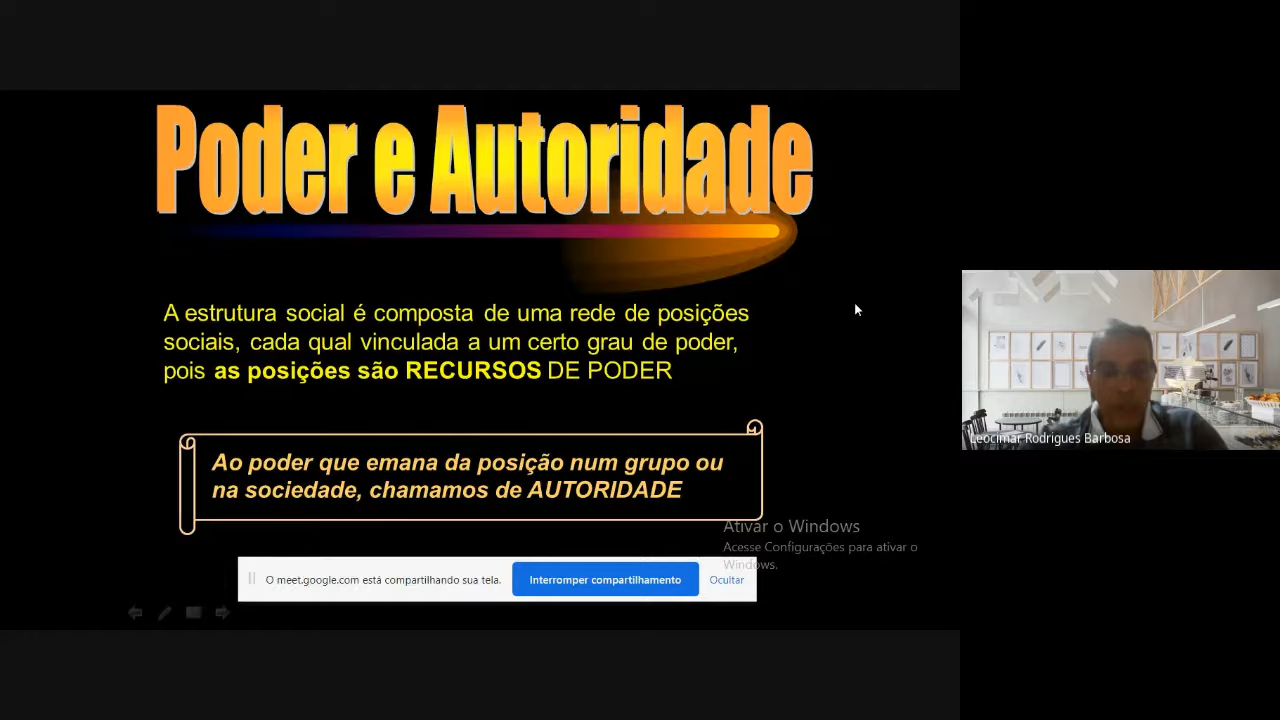 Poder e Autoridade
A estrutura social é composta de uma rede de posições
sociais, cada qual vinculada a um certo grau de poder,
pois as posições são RECURSOS DE PODER
Ao poder que emana da posição num grupo ou
na sociedade, chamamos de AUTORIDADE
Ativar o Windows
Acesse Configurações para ativar o
Windows.
O meet.google.com está compartilhando sua tela.
Interromper compartilhamento
Ocultar
Leocimar Rodrigues Barbosa